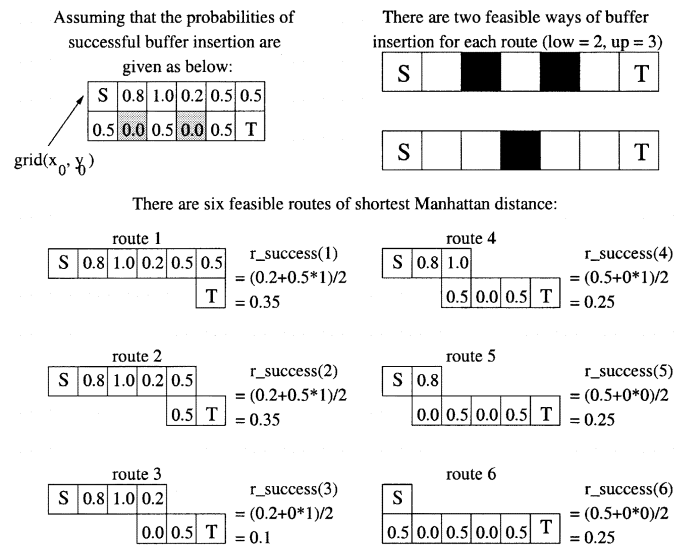 Assuming that the probabilities of
successful buffer insertion are
given as below:
S 0.8 1.0 0.2 0.5 0.5
0.5 0.0 0.5 0.0 0.5 T
grid(x0, y0)
There are two feasible ways of buffer
insertion for each route (low = 2, up = 3)
S T
S T
There are six feasible routes of shortest Manhattan distance:
route 1
S 0.8 1.0 0.2 0.5 0.5
T
r_success(1)
= (0.2+0.5*1)/2
= 0.35
route 4
S 0.8 1.0
0.5 0.0 0.5 T
r_success(4)
= (0.5+0*1)/2
= 0.25
route 2
S 0.8 1.0 0.2 0.5
0.5 T
r_success(2)
= (0.2+0.5*1)/2
= 0.35
route 5
S 0.8
0.0 0.5 0.0 0.5 T
r_success(5)
= (0.5+0*0)/2
= 0.25
route 3
S 0.8 1.0 0.2
0.0 0.5 T
r_success(3)
= (0.2+0*1)/2
= 0.1
route 6
S
0.5 0.0 0.5 0.0 0.5 T
r_success(6)
= (0.5+0*0)/2
= 0.25